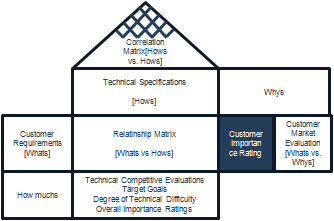 Correlation
Matrix[Hows
vs. Hows]
Technical Specifications
[Hows]
Whys
Customer
Requirements
[Whats]
Relatinship Matrix
[Whats vs Hows]
Customer
Importan
ce Rating
Customer
Market
Evaluation
[Whats vs.
Whys]
How muchs
Technical Competitive Evaluations
Target Goals
Degree of Technical Difficulty
Overall Importance Ratings